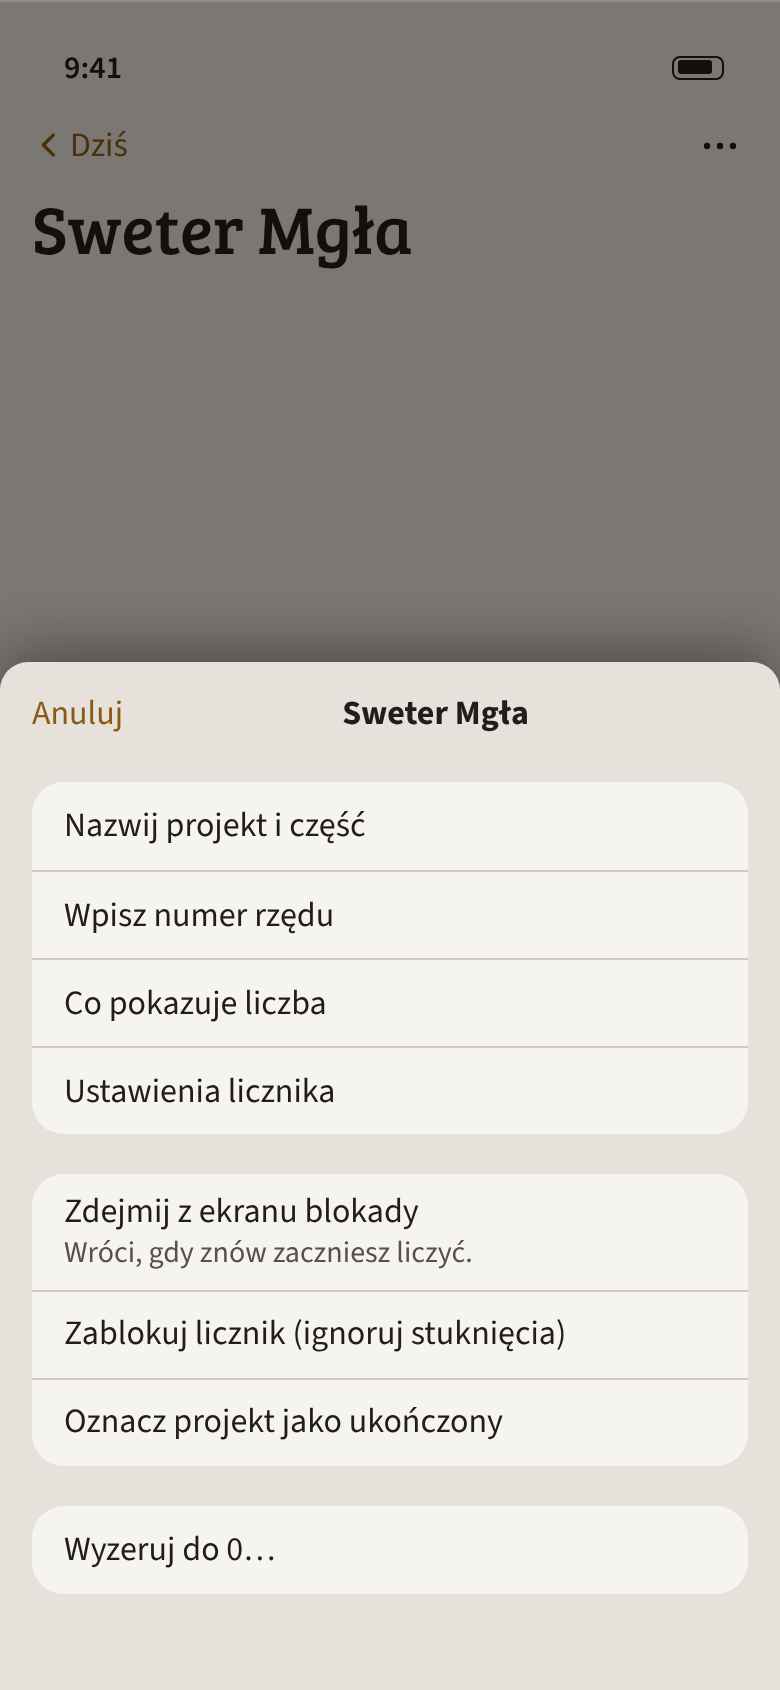 9:41
Dziś
Sweter Mgła
Anuluj
Sweter Mgła
Nazwij projekt i część
Wpisz numer rzędu
Co pokazuje liczba
Ustawienia licznika
Zdejmij z ekranu blokady
Wróci, gdy znów zaczniesz liczyć.
Zablokuj licznik (ignoruj stuknięcia)
Oznacz projekt jako ukończony
Wyzeruj do 0…